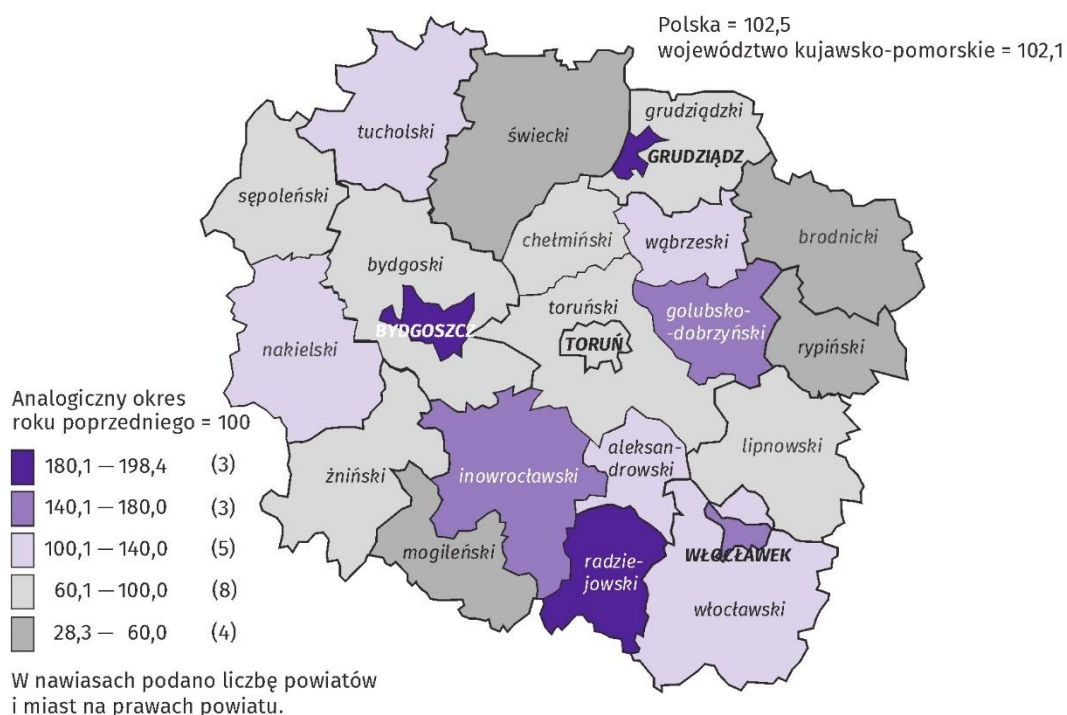 Polska = 102,5
województwo kujawsko-pomorskie = 102,1
tucholski
świecki
grudziądzki
GRUDZIĄDZ
sępoleński
chełmiński
wąbrzeski
brodnicki
bydgoski
BYDGOSZCZ
toruński
TORUŃ
golubsko-
-dobrzyński
rypiński
nakielski
żniński
inowrocławski
aleksan-
drowski
lipnowski
mogileński
radzie-
jowski
WŁOCŁAWEK
włocławski
Analogiczny okres
roku poprzedniego = 100
180,1 — 198,4 (3)
140,1 — 180,0 (3)
100,1 — 140,0 (5)
60,1 — 100,0 (8)
28,3 — 60,0 (4)
W nawiasach podano liczbę powiatów
i miast na prawach powiatu.